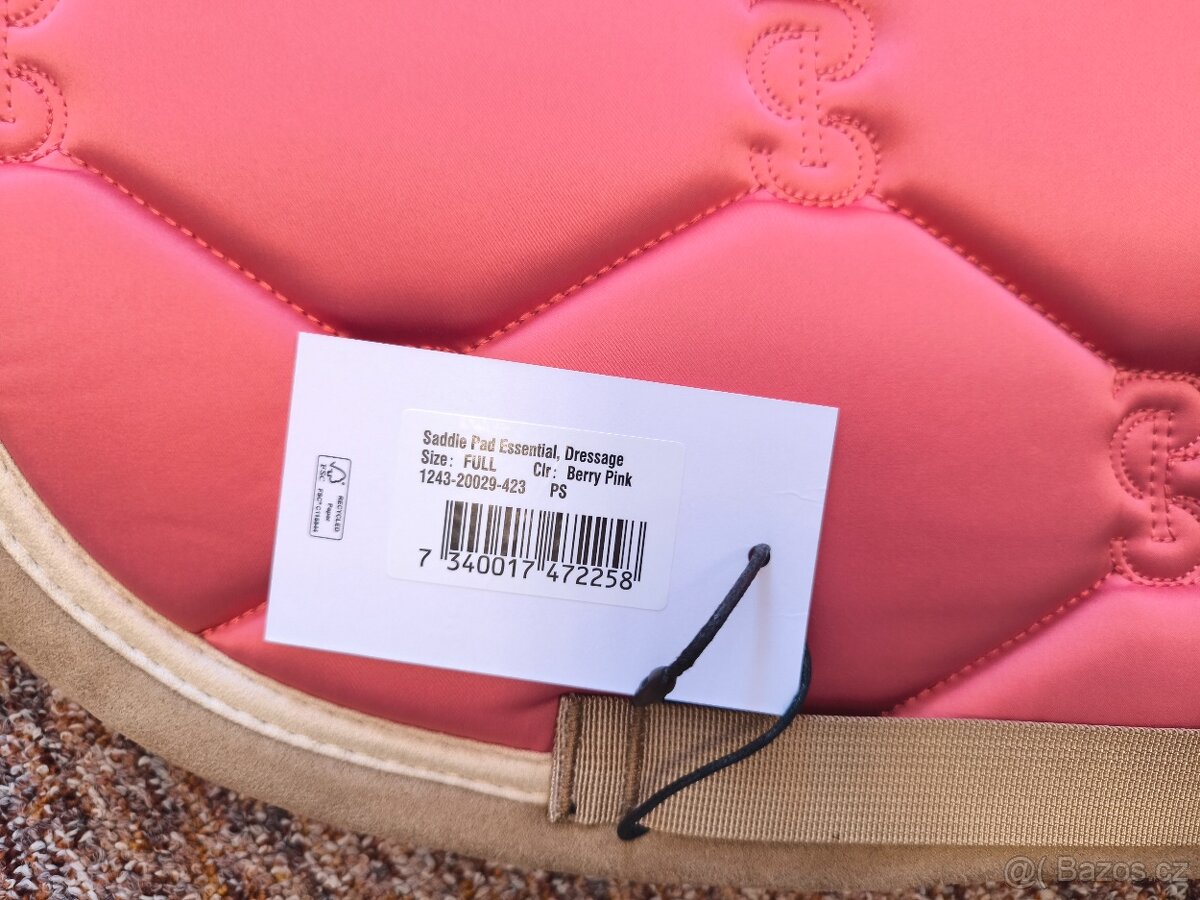 Saddle Pad Essential, Dressage
Size: FULL Clr: Berry Pink
1243-20029-423 PS
7 340017 472258
FSC
RECYCLED
Paper
@( Bazos.cz